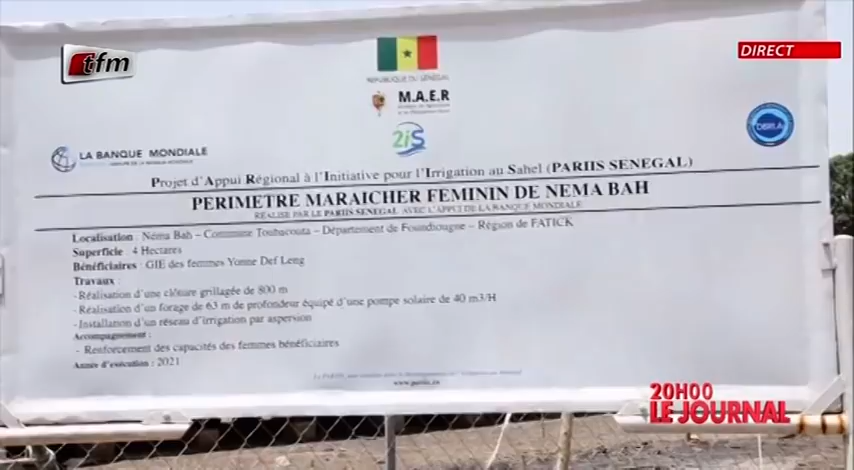 tfm
DIRECT
REPUBLIQUE DU SENEGAL
M.A.E.R
2iS
LA BANQUE MONDIALE
Projet d'Appui Régional à l'Initiative pour l'Irrigation au Sahel (PARIIS SENEGAL)
PERIMETRE MARAICHER FEMININ DE NEMA BAH
REALISE PAR LE PARIIS SENEGAL AVEC L'APPUI DE LA BANQUE MONDIALE
Localisation : Néma Bah – Commune Toubacouta – Département de Foundiougne – Région de FATICK
Superficie : 4 Hectares
Bénéficiaires : GIE des femmes Yonne Def Leng
Travaux :
- Réalisation d'une clôture grillagée de 800 m
- Réalisation d'un forage de 63 m de profondeur équipé d'une pompe solaire de 40 m3/H
- Installation d'un réseau d'irrigation par aspersion
Accompagnement :
- Renforcement des capacités des femmes bénéficiaires
Année d'exécution : 2021
20H00
LE JOURNAL